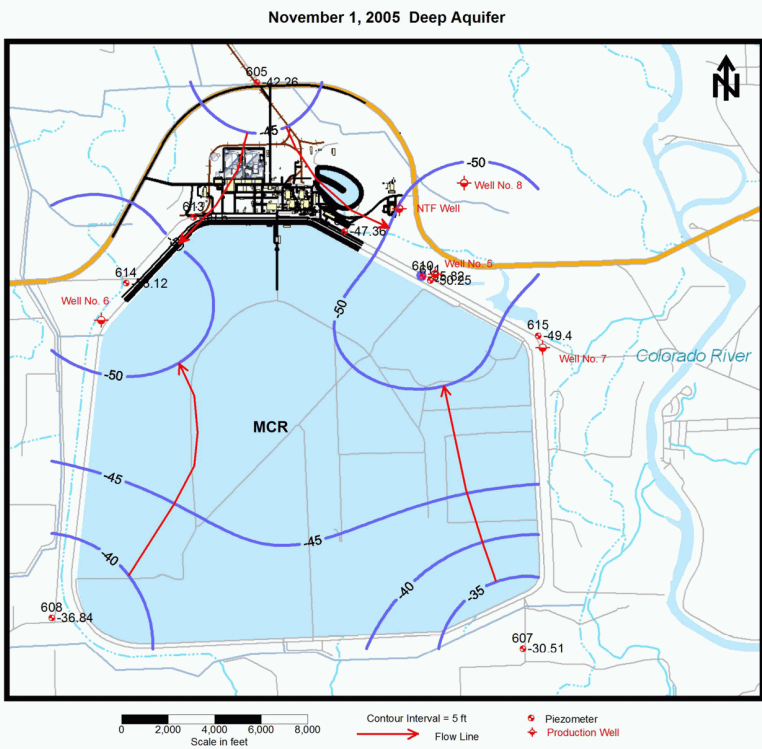 November 1, 2005  Deep Aquifer
605
-42.26
-45
N
-50
Well No. 8
613
NTF Well
-47.36
-50
610
Well No. 5
-50.25
614
Well No. 6
-50
615
-49.4
Well No. 7
Colorado River
-50
MCR
-45
-45
-40
-40
-35
608
-36.84
607
-30.51
0
2,000
4,000
6,000
8,000
Scale in feet
Contour Interval = 5 ft
Flow Line
Piezometer
Production Well